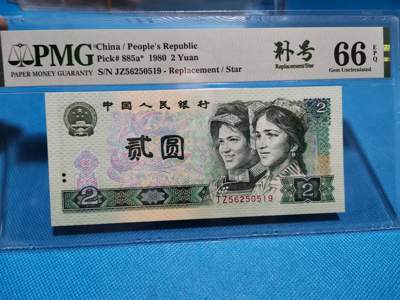 PMG
PAPER MONEY GUARANTY
China / People's Republic
Pick# 885a* 1980 2 Yuan
S/N JZ56250519 - Replacement / Star
补号
Replacement/Star
66 EPQ
Gem Uncirculated
中国人民银行
贰圆
2
2
JZ56250519